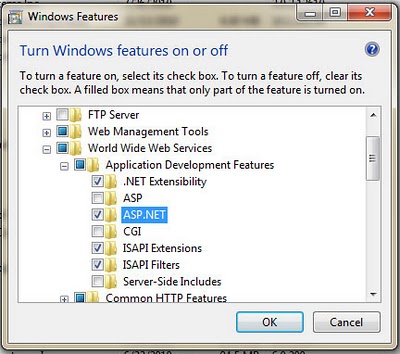 Windows Features
Turn Windows features on or off
To turn a feature on, select its check box. To turn a feature off, clear its
check box. A filled box means that only part of the feature is turned on.
FTP Server
Web Management Tools
World Wide Web Services
Application Development Features
.NET Extensibility
ASP
ASP.NET
CGI
ISAPI Extensions
ISAPI Filters
Server-Side Includes
Common HTTP Features
OK
Cancel